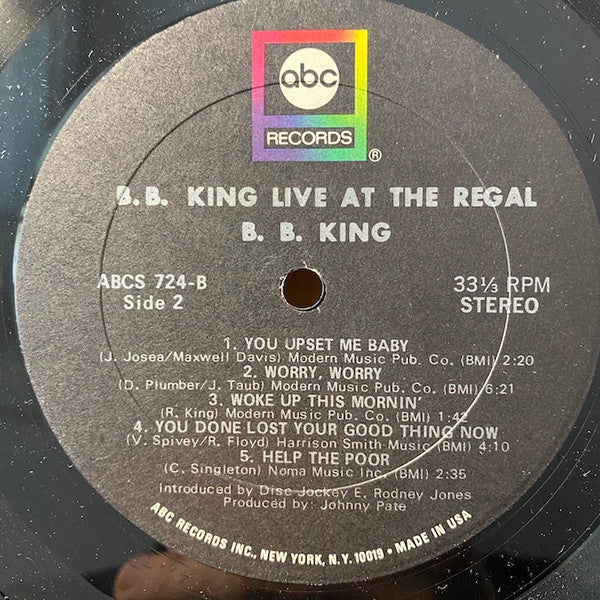 abc
RECORDS
®
B.B. KING LIVE AT THE REGAL
B. B. KING
ABCS 724-B
Side 2
33⅓ RPM
STEREO
1. YOU UPSET ME BABY
(J. Josea/Maxwell Davis) Modern Music Pub. Co. (BMI) 2:20
2. WORRY, WORRY
(D. Plumber/J. Taub) Modern Music Pub. Co. (BMI) 6:21
3. WOKE UP THIS MORNIN'
(R. King) Modern Music Pub. Co. (BMI) 1:42
4. YOU DONE LOST YOUR GOOD THING NOW
(V. Spivey/R. Floyd) Harrison Smith Music (BMI) 4:10
5. HELP THE POOR
(C. Singleton) Noma Music Inc. (BMI) 2:35
Introduced by Disc Jockey E. Rodney Jones
Produced by: Johnny Pate
ABC RECORDS INC., NEW YORK, N.Y. 10019 • MADE IN USA